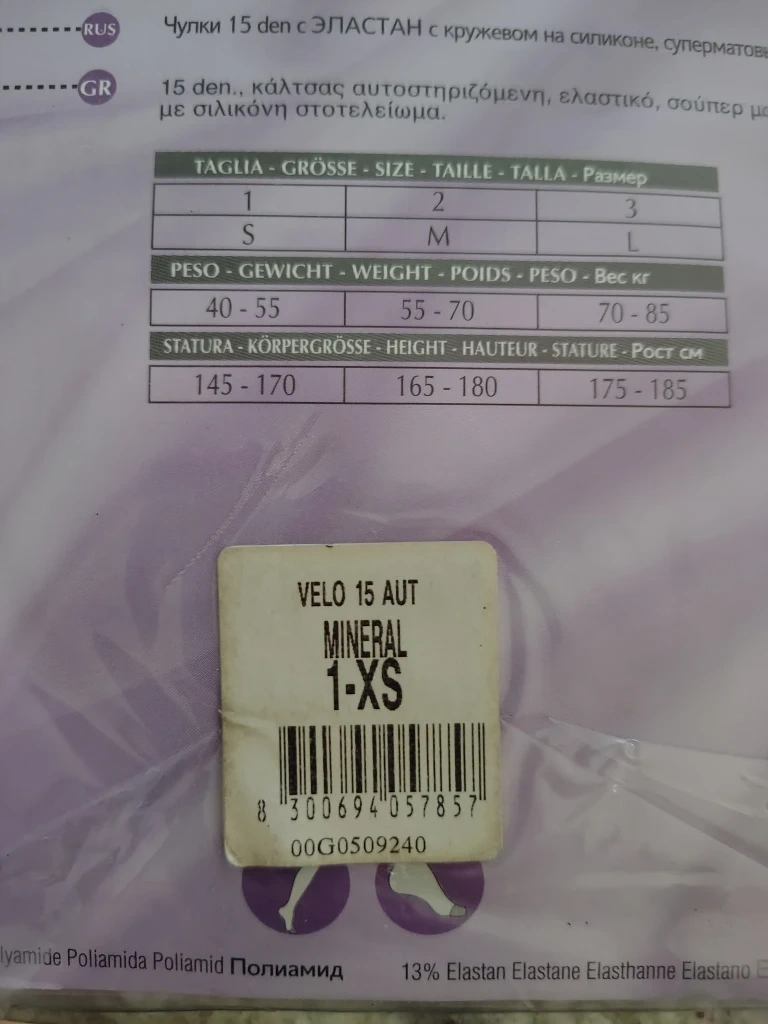 RUS Чулки 15 den с ЭЛАСТАН с кружевом на силиконе,
GR 15 den., κάλτσας αυτοστηριζόμενη, ελαστικό, σούπερ
με σιλικόνη στοτελείωμα.
TAGLIA - GRÖSSE - SIZE - TAILLE - TALLA - Размер
1 2 3
S M L
PESO - GEWICHT - WEIGHT - POIDS - PESO - Вес кг
40 - 55 55 - 70 70 - 85
STATURA - KÖRPERGRÖSSE - HEIGHT - HAUTEUR - STATURE - Рост см
145 - 170 165 - 180 175 - 185
VELO 15 AUT
MINERAL
1-XS
8 300694 057857
00G0509240
lyamide Poliamida Poliamid Полиамид 13% Elastan Elastane Elasthanne Elastano